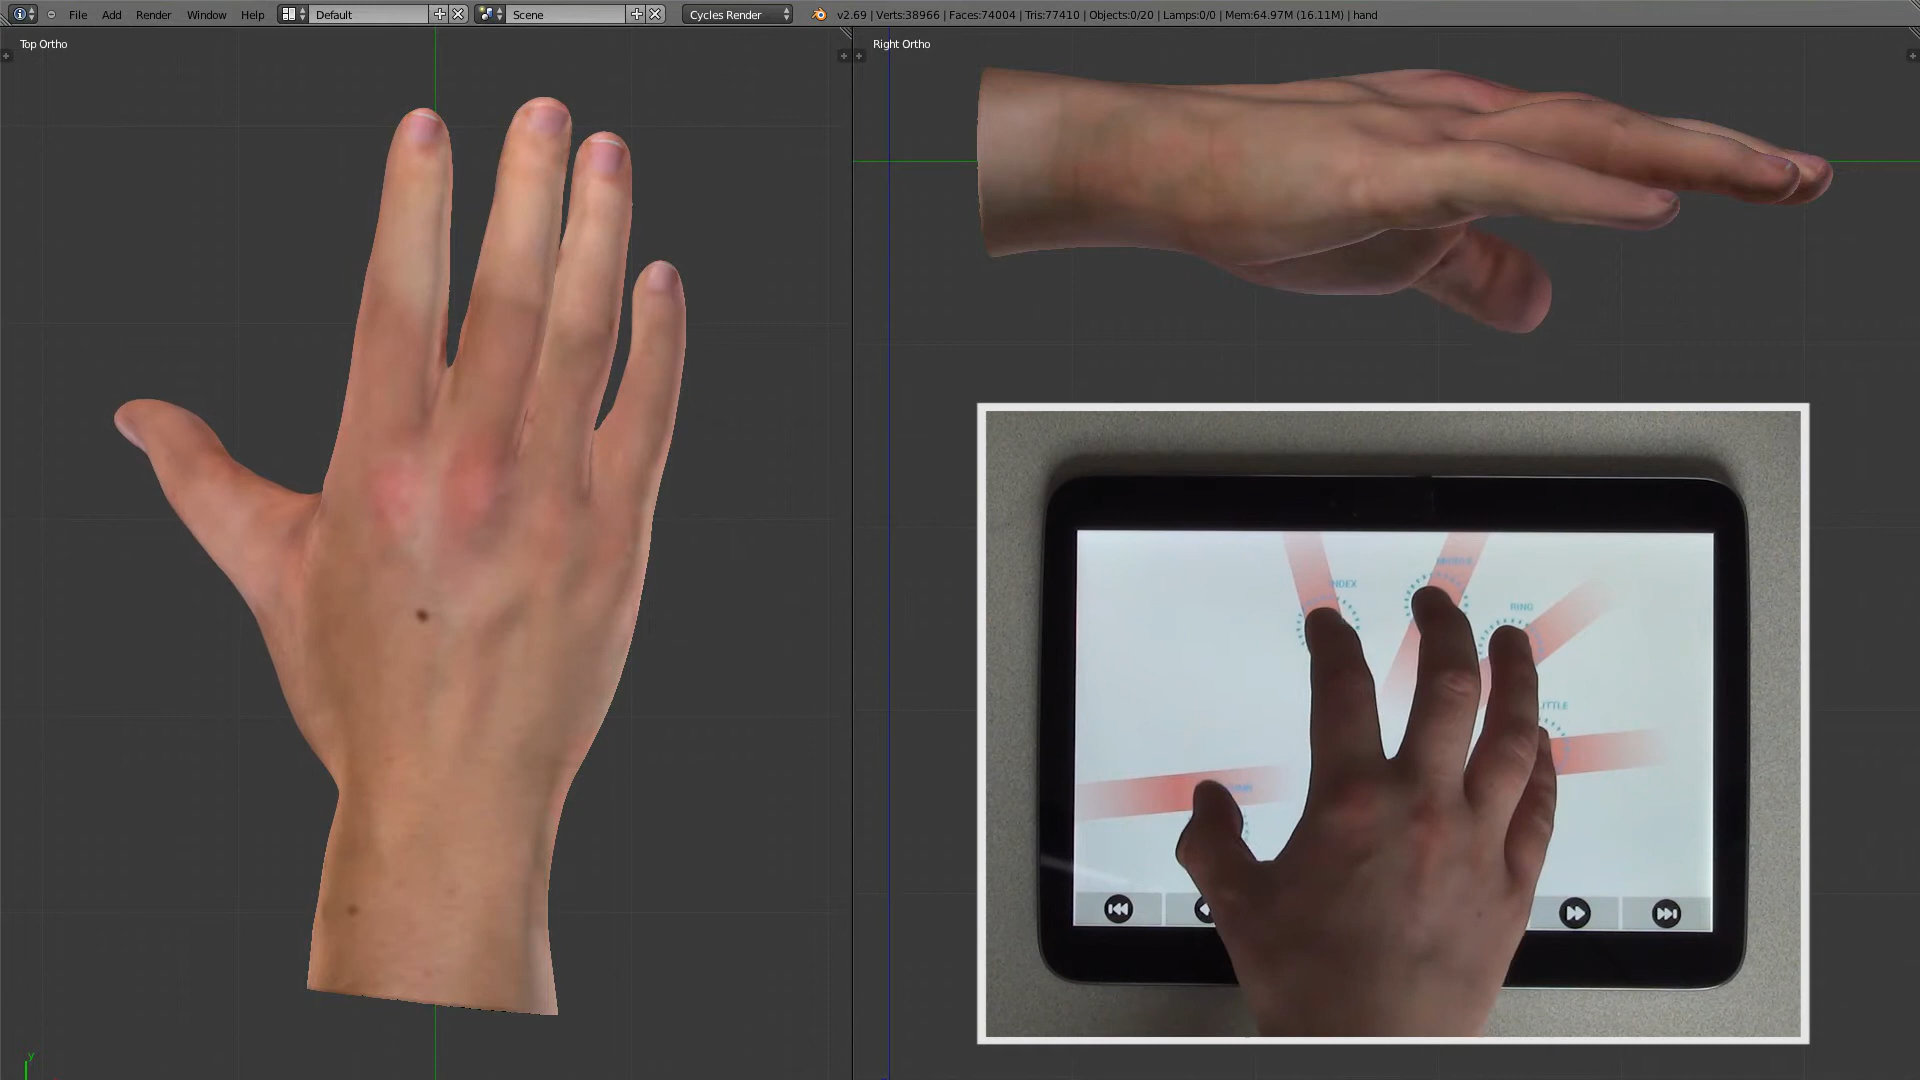 File Add Render Window Help Default Scene Cycles Render v2.69 | Verts:38966 | Faces:74004 | Tris:77410 | Objects:0/20 | Lamps:0/0 | Mem:64.97M (16.11M) | hand
Top Ortho
Right Ortho
INDEX
RING
LITTLE
y